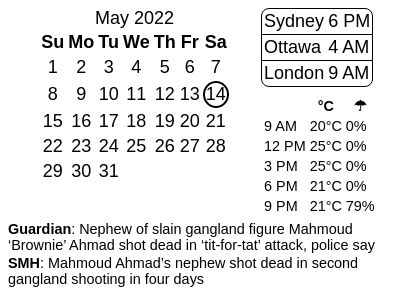 May 2022
Su Mo Tu We Th Fr Sa
1 2 3 4 5 6 7
8 9 10 11 12 13 14
15 16 17 18 19 20 21
22 23 24 25 26 27 28
29 30 31
Sydney 6 PM
Ottawa 4 AM
London 9 AM
°C ☂
9 AM 20°C 0%
12 PM 25°C 0%
3 PM 25°C 0%
6 PM 21°C 0%
9 PM 21°C 79%
Guardian: Nephew of slain gangland figure Mahmoud
‘Brownie’ Ahmad shot dead in ‘tit-for-tat’ attack, police say
SMH: Mahmoud Ahmad’s nephew shot dead in second
gangland shooting in four days